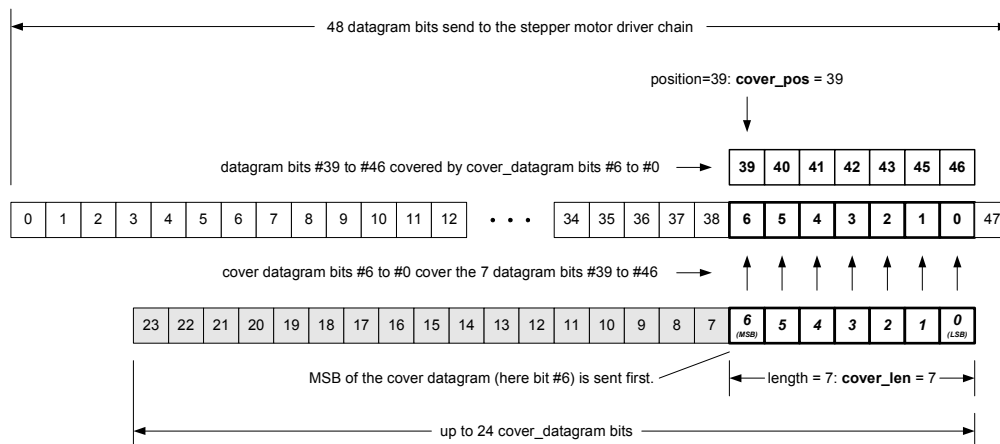 48 datagram bits send to the stepper motor driver chain
position=39: cover_pos = 39
datagram bits #39 to #46 covered by cover_datagram bits #6 to #0
39 40 41 42 43 45 46
0 1 2 3 4 5 6 7 8 9 10 11 12 • • • 34 35 36 37 38 6 5 4 3 2 1 0 47
cover datagram bits #6 to #0 cover the 7 datagram bits #39 to #46
23 22 21 20 19 18 17 16 15 14 13 12 11 10 9 8 7 6 5 4 3 2 1 0
(MSB) (LSB)
MSB of the cover datagram (here bit #6) is sent first.
length = 7: cover_len = 7
up to 24 cover_datagram bits